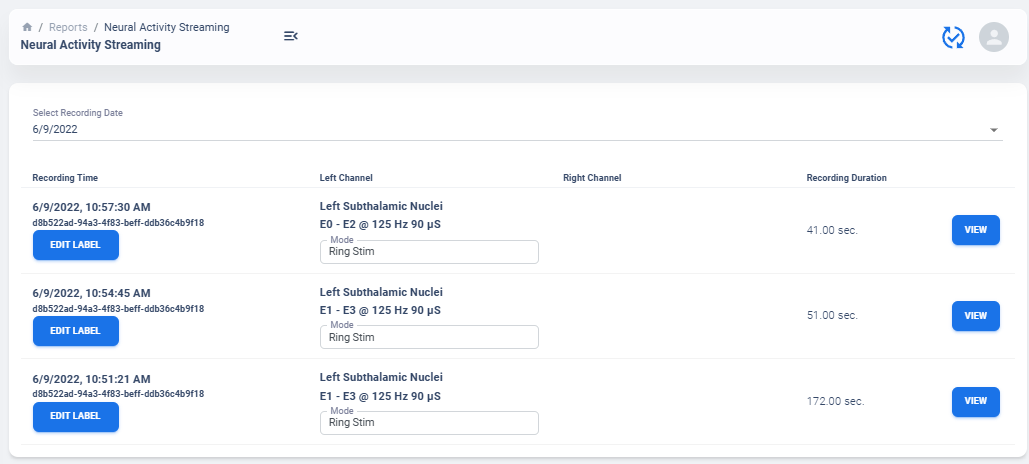 / Reports / Neural Activity Streaming
Neural Activity Streaming
Select Recording Date
6/9/2022
Recording Time Left Channel Right Channel Recording Duration
6/9/2022, 10:57:30 AM
d8b522ad-94a3-4f83-beff-ddb36c4b9f18
EDIT LABEL
Left Subthalamic Nuclei
E0 - E2 @ 125 Hz 90 μS
Mode
Ring Stim
41.00 sec.
VIEW
6/9/2022, 10:54:45 AM
d8b522ad-94a3-4f83-beff-ddb36c4b9f18
EDIT LABEL
Left Subthalamic Nuclei
E1 - E3 @ 125 Hz 90 μS
Mode
Ring Stim
51.00 sec.
VIEW
6/9/2022, 10:51:21 AM
d8b522ad-94a3-4f83-beff-ddb36c4b9f18
EDIT LABEL
Left Subthalamic Nuclei
E1 - E3 @ 125 Hz 90 μS
Mode
Ring Stim
172.00 sec.
VIEW